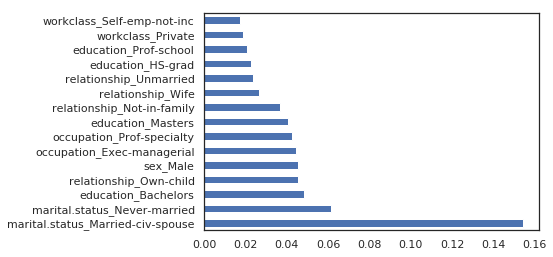 workclass_Self-emp-not-inc
workclass_Private
education_Prof-school
education_HS-grad
relationship_Unmarried
relationship_Wife
relationship_Not-in-family
education_Masters
occupation_Prof-specialty
occupation_Exec-managerial
sex_Male
relationship_Own-child
education_Bachelors
marital.status_Never-married
marital.status_Married-civ-spouse
0.00 0.02 0.04 0.06 0.08 0.10 0.12 0.14 0.16